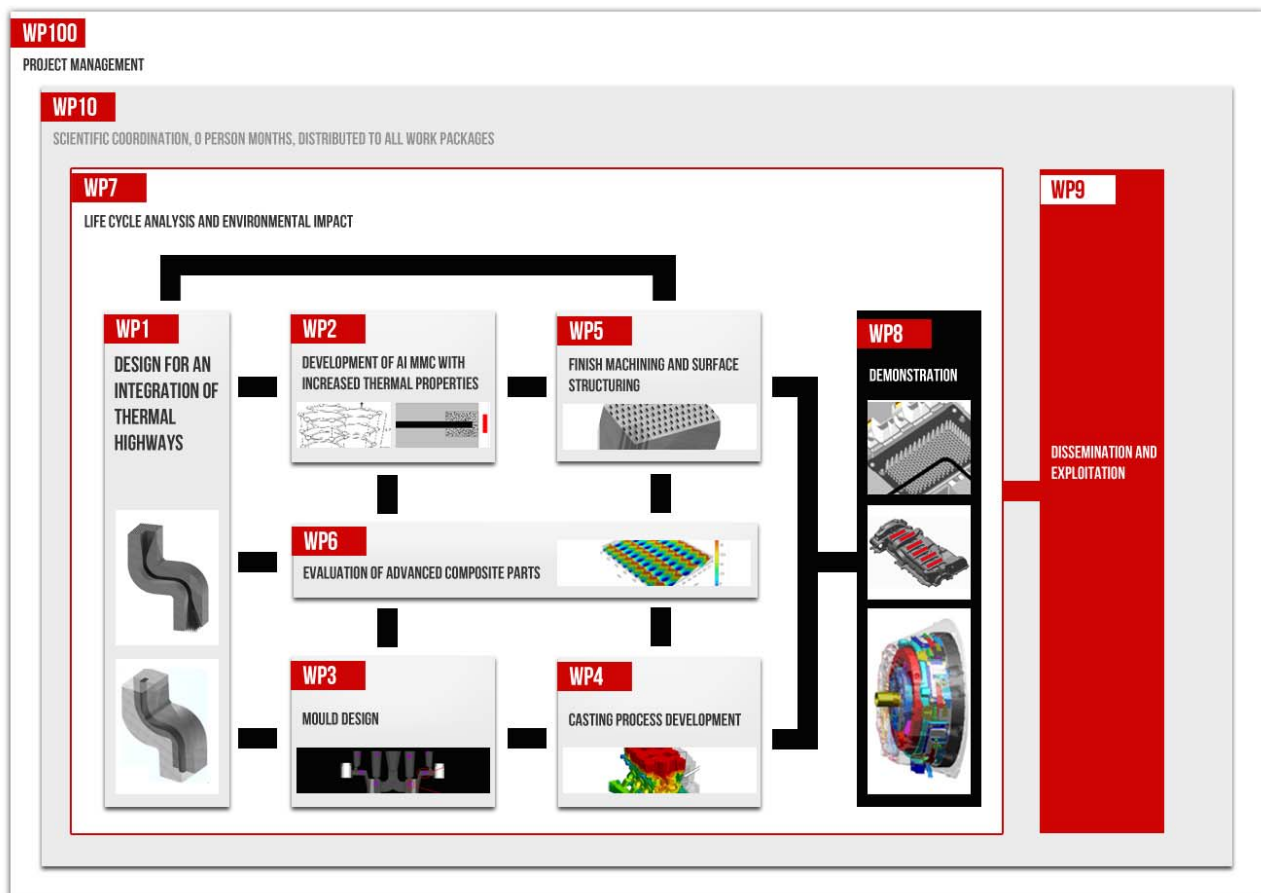 WP100
PROJECT MANAGEMENT
WP10
SCIENTIFIC COORDINATION, 0 PERSON MONTHS, DISTRIBUTED TO ALL WORK PACKAGES
WP7
LIFE CYCLE ANALYSIS AND ENVIRONMENTAL IMPACT
WP1
DESIGN FOR AN
INTEGRATION OF
THERMAL
HIGHWAYS
WP2
DEVELOPMENT OF Al MMC WITH
INCREASED THERMAL PROPERTIES
WP5
FINISH MACHINING AND SURFACE
STRUCTURING
WP6
EVALUATION OF ADVANCED COMPOSITE PARTS
WP3
MOULD DESIGN
WP4
CASTING PROCESS DEVELOPMENT
WP8
DEMONSTRATION
WP9
DISSEMINATION AND
EXPLOITATION